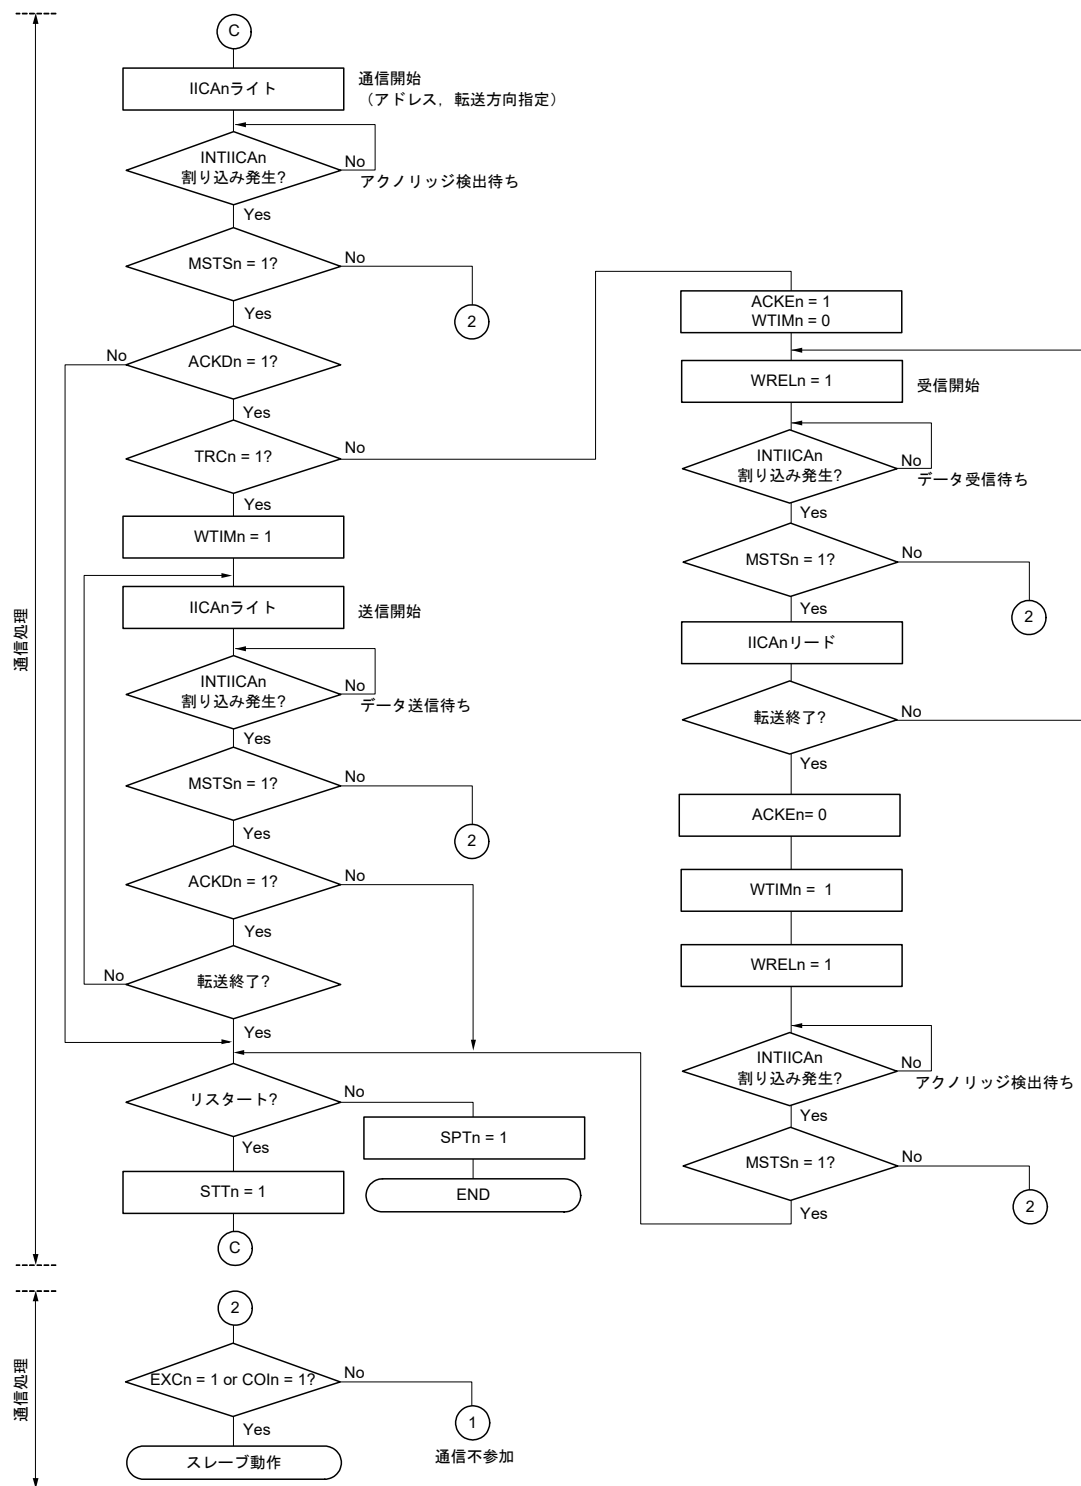 C
IICAnライト
通信開始
（アドレス，転送方向指定）
INTIICAn
割り込み発生?
No
アクノリッジ検出待ち
Yes
MSTSn = 1?
No
2
Yes
ACKDn = 1?
No
Yes
TRCn = 1?
No
Yes
WTIMn = 1
IICAnライト
送信開始
INTIICAn
割り込み発生?
No
データ送信待ち
Yes
MSTSn = 1?
No
2
Yes
ACKDn = 1?
No
Yes
転送終了?
No
Yes
リスタート?
No
Yes
SPTn = 1
END
STTn = 1
C
通信処理
ACKEn = 1
WTIMn = 0
WRELn = 1
受信開始
INTIICAn
割り込み発生?
No
データ受信待ち
Yes
MSTSn = 1?
No
2
Yes
IICAnリード
転送終了?
No
Yes
ACKEn= 0
WTIMn = 1
WRELn = 1
INTIICAn
割り込み発生?
No
アクノリッジ検出待ち
Yes
MSTSn = 1?
No
2
Yes
通信処理
2
EXCn = 1 or COIn = 1?
No
1
通信不参加
Yes
スレーブ動作